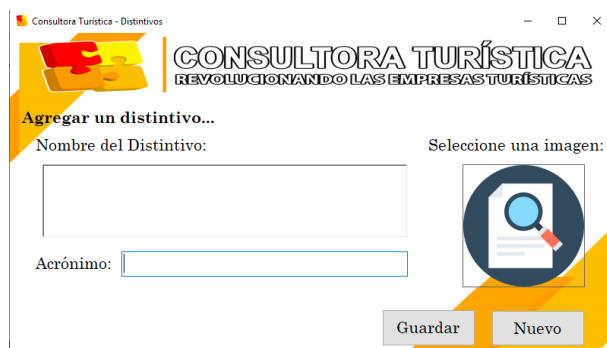 Consultora Turística - Distintivos
CONSULTORA TURÍSTICA
REVOLUCIONANDO LAS EMPRESAS TURÍSTICAS
Agregar un distintivo...
Nombre del Distintivo:
Seleccione una imagen:
Acrónimo:
Guardar
Nuevo